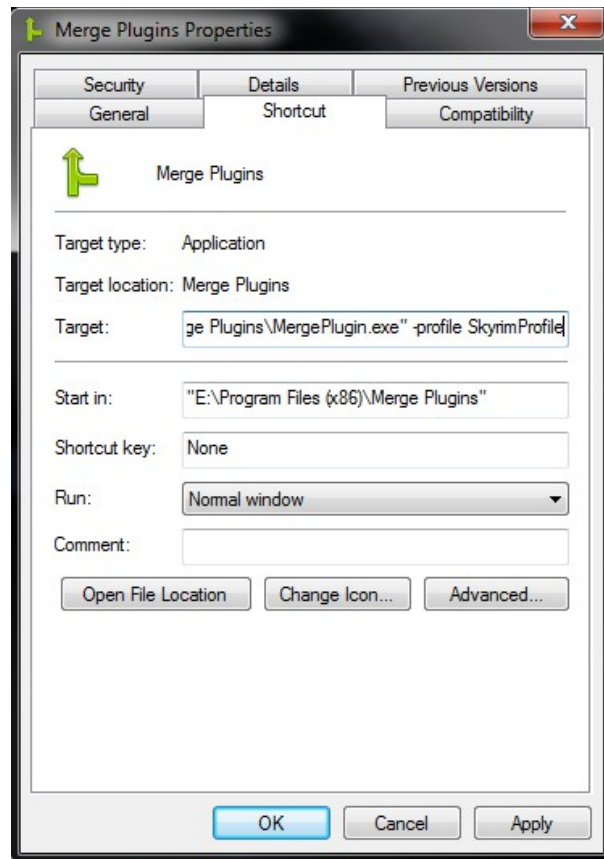 Merge Plugins Properties
Security Details Previous Versions
General Shortcut Compatibility
Merge Plugins
Target type: Application
Target location: Merge Plugins
Target: ge Plugins\MergePlugin.exe" -profile SkyrimProfile
Start in: "E:\Program Files (x86)\Merge Plugins"
Shortcut key: None
Run: Normal window
Comment:
Open File Location Change Icon... Advanced...
OK Cancel Apply